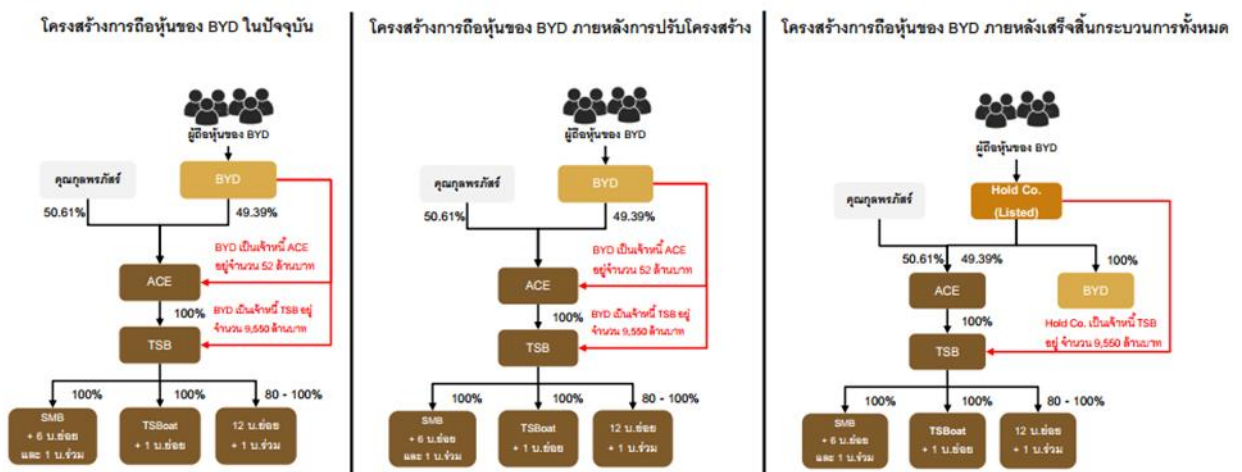 โครงสร้างการถือหุ้นของ BYD ในปัจจุบัน
ผู้ถือหุ้นของ BYD
คุณกุลพรภัสร์
BYD
50.61%
49.39%
BYD เป็นเจ้าหนี้ ACE
อยู่จำนวน 52 ล้านบาท
ACE
100%
BYD เป็นเจ้าหนี้ TSB อยู่
จำนวน 9,550 ล้านบาท
TSB
100%
100%
80 - 100%
SMB
+ 6 บ.ย่อย
และ 1 บ.ร่วม
TSBoat
+ 1 บ.ย่อย
12 บ.ย่อย
+ 1 บ.ร่วม
โครงสร้างการถือหุ้นของ BYD ภายหลังการปรับโครงสร้าง
ผู้ถือหุ้นของ BYD
คุณกุลพรภัสร์
BYD
50.61%
49.39%
BYD เป็นเจ้าหนี้ ACE
อยู่จำนวน 52 ล้านบาท
ACE
100%
BYD เป็นเจ้าหนี้ TSB อยู่
จำนวน 9,550 ล้านบาท
TSB
100%
100%
80 - 100%
SMB
+ 6 บ.ย่อย
และ 1 บ.ร่วม
TSBoat
+ 1 บ.ย่อย
12 บ.ย่อย
+ 1 บ.ร่วม
โครงสร้างการถือหุ้นของ BYD ภายหลังเสร็จสิ้นกระบวนการทั้งหมด
ผู้ถือหุ้นของ BYD
คุณกุลพรภัสร์
Hold Co.
(Listed)
50.61%
49.39%
100%
ACE
BYD
100%
Hold Co. เป็นเจ้าหนี้ TSB
อยู่ จำนวน 9,550 ล้านบาท
TSB
100%
100%
80 - 100%
SMB
+ 6 บ.ย่อย
และ 1 บ.ร่วม
TSBoat
+ 1 บ.ย่อย
12 บ.ย่อย
+ 1 บ.ร่วม